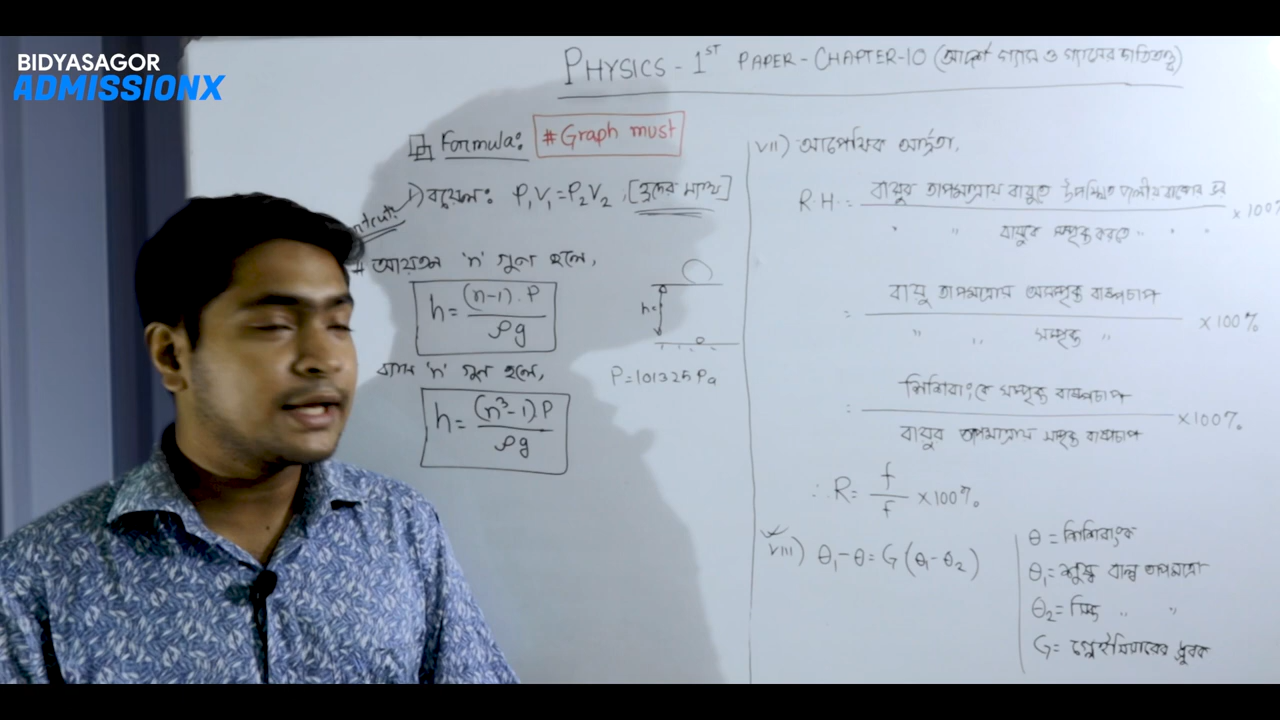 BIDYASAGOR
ADMISSIONX
PHYSICS - 1ST PAPER - CHAPTER-10 (আদর্শ গ্যাস ও গ্যাসের গতিতত্ত্ব)
Formula: # Graph must
i) বয়েল: P₁V₁=P₂V₂, [হ্রদের মাঝে]
# আয়তন 'n' গুণ হলে,
h = (n-1).P / ρg
h=
P=101325 Pa
ব্যাস 'n' গুণ হলে,
h = (n³-1).P / ρg
vii) আপেক্ষিক আর্দ্রতা,
R.H = বায়ুর তাপমাত্রায় বায়ুতে উপস্থিত জলীয় বাষ্পের ভর / " " বায়ুকে সম্পৃক্ত করতে " " " × 100%
= বায়ু তাপমাত্রায় অসম্পৃক্ত বাষ্পচাপ / " " সম্পৃক্ত " × 100%
= শিশিরাংকে সম্পৃক্ত বাষ্পচাপ / বায়ুর তাপমাত্রায় সম্পৃক্ত বাষ্পচাপ × 100%
∴ R = f / f × 100%
viii) θ₁ - θ = G (θ₁ - θ₂)
θ = শিশিরাংক
θ₁ = শুষ্ক বাল্ব তাপমাত্রা
θ₂ = সিক্ত " "
G = গ্লেইসিয়ারের ধ্রুবক